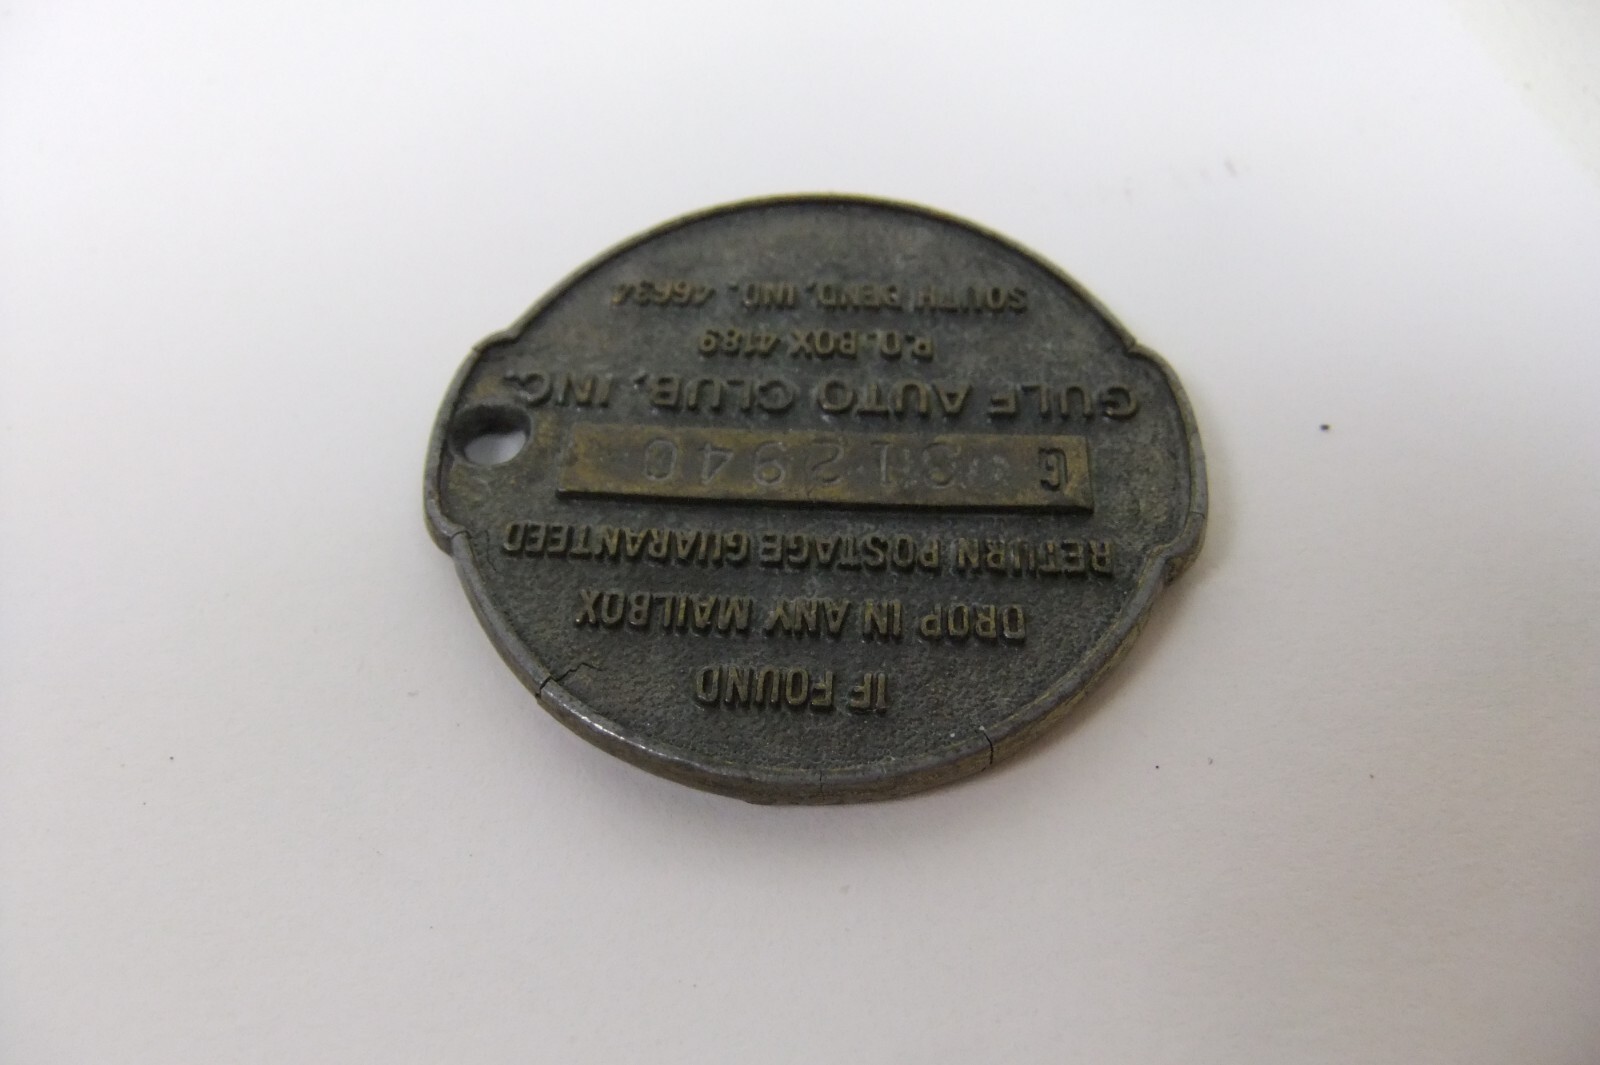 IF FOUND
DROP IN ANY MAILBOX
RETURN POSTAGE GUARANTEED
G 312940
GULF AUTO CLUB, INC.
P.O. BOX 4189
SOUTH BEND, IND. 46634